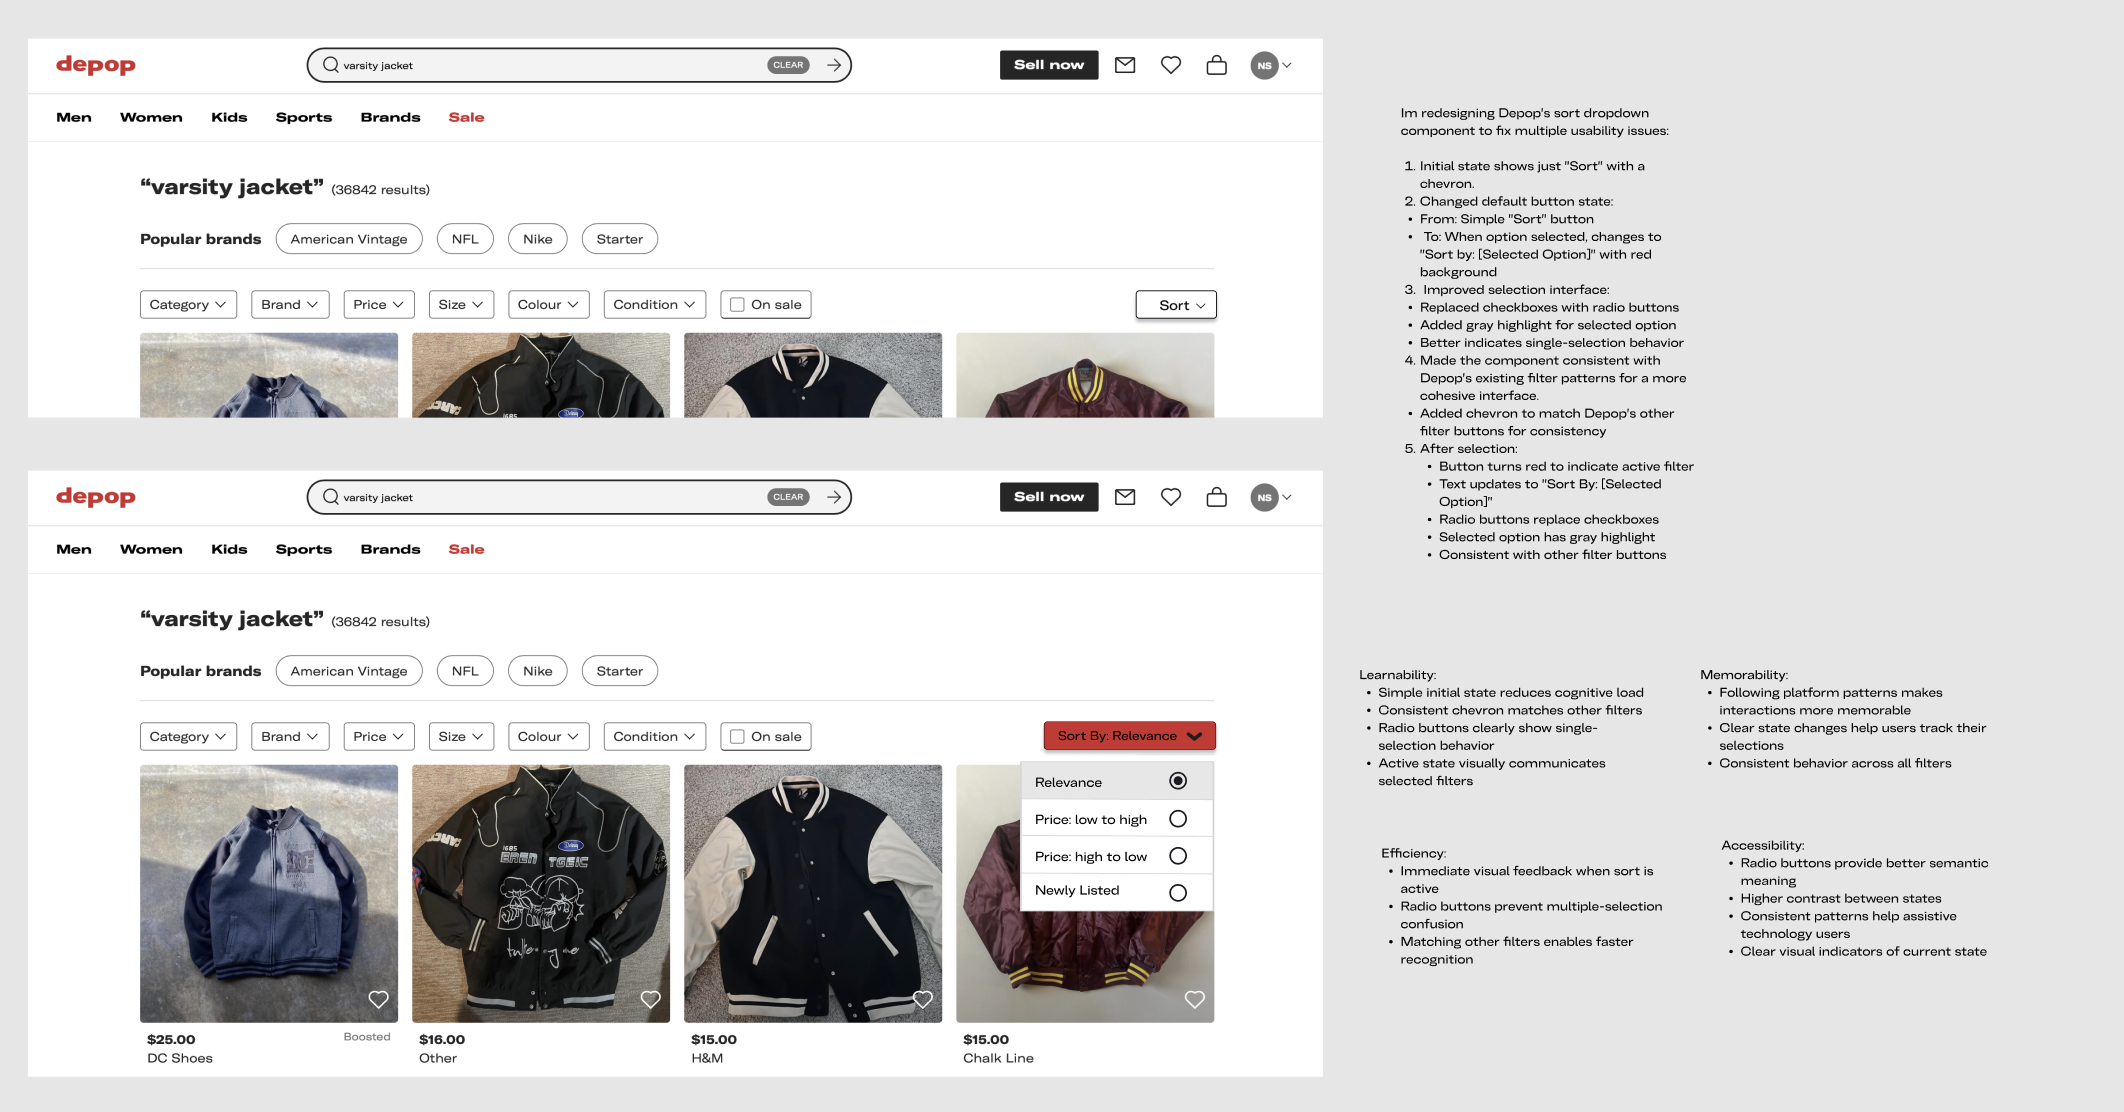 depop
varsity jacket
CLEAR
Sell now
NS
Men Women Kids Sports Brands Sale
“varsity jacket” (36842 results)
Popular brands American Vintage NFL Nike Starter
Category Brand Price Size Colour Condition On sale Sort
depop
varsity jacket
CLEAR
Sell now
NS
Men Women Kids Sports Brands Sale
“varsity jacket” (36842 results)
Popular brands American Vintage NFL Nike Starter
Category Brand Price Size Colour Condition On sale Sort By: Relevance
Relevance
Price: low to high
Price: high to low
Newly Listed
$25.00 Boosted
DC Shoes
$16.00
Other
$15.00
H&M
$15.00
Chalk Line
Im redesigning Depop's sort dropdown
component to fix multiple usability issues:
1. Initial state shows just "Sort" with a
chevron.
2. Changed default button state:
• From: Simple "Sort" button
• To: When option selected, changes to
"Sort by: [Selected Option]" with red
background
3. Improved selection interface:
• Replaced checkboxes with radio buttons
• Added gray highlight for selected option
• Better indicates single-selection behavior
4. Made the component consistent with
Depop's existing filter patterns for a more
cohesive interface.
• Added chevron to match Depop's other
filter buttons for consistency
5. After selection:
• Button turns red to indicate active filter
• Text updates to "Sort By: [Selected
Option]"
• Radio buttons replace checkboxes
• Selected option has gray highlight
• Consistent with other filter buttons
Learnability:
• Simple initial state reduces cognitive load
• Consistent chevron matches other filters
• Radio buttons clearly show single-
selection behavior
• Active state visually communicates
selected filters
Memorability:
• Following platform patterns makes
interactions more memorable
• Clear state changes help users track their
selections
• Consistent behavior across all filters
Efficiency:
• Immediate visual feedback when sort is
active
• Radio buttons prevent multiple-selection
confusion
• Matching other filters enables faster
recognition
Accessibility:
• Radio buttons provide better semantic
meaning
• Higher contrast between states
• Consistent patterns help assistive
technology users
• Clear visual indicators of current state